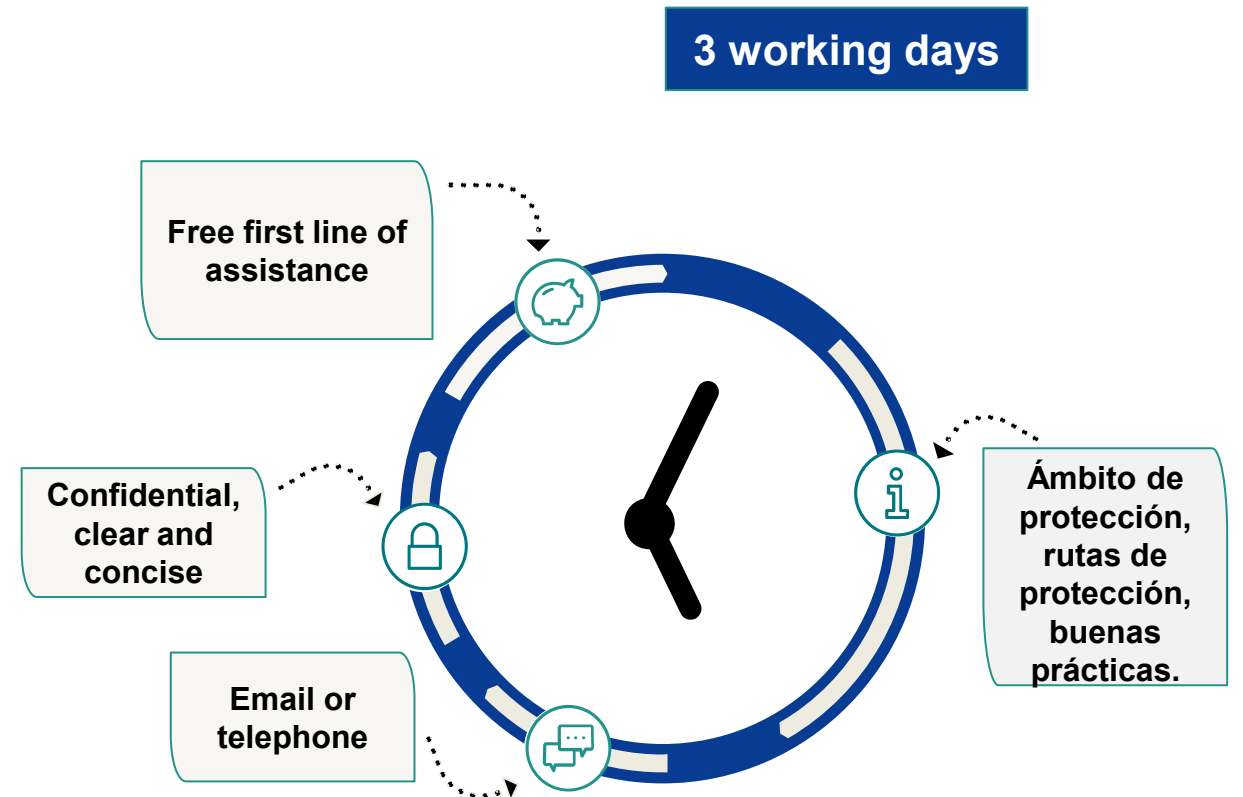 3 working days
Free first line of
assistance
Confidential,
clear and
concise
Email or
telephone
Ámbito de
protección,
rutas de
protección,
buenas
prácticas.